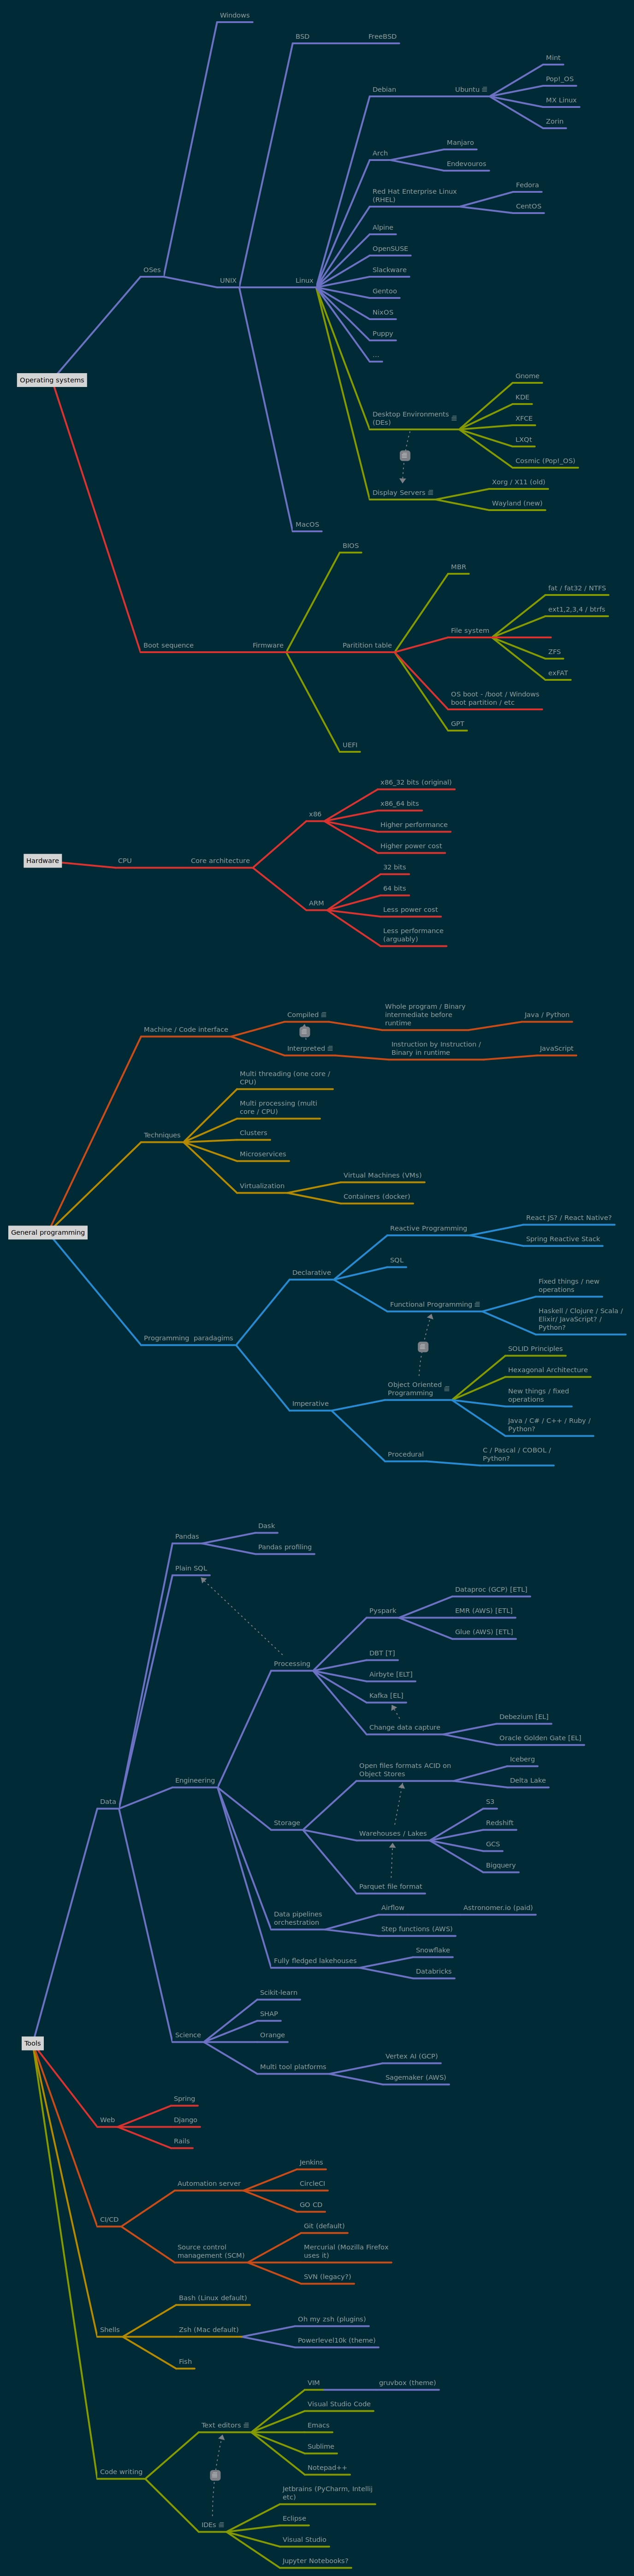 Windows
BSD
FreeBSD
Mint
Debian
Ubuntu
Pop!_OS
MX Linux
Zorin
Manjaro
Arch
Endevouros
Fedora
Red Hat Enterprise Linux
(RHEL)
CentOS
Alpine
OpenSUSE
OSes
Slackware
UNIX
Linux
Gentoo
NixOS
Puppy
...
Operating systems
Gnome
KDE
Desktop Environments
(DEs)
XFCE
LXQt
Cosmic (Pop!_OS)
Xorg / X11 (old)
Display Servers
Wayland (new)
MacOS
BIOS
MBR
fat / fat32 / NTFS
ext1,2,3,4 / btrfs
File system
Boot sequence
Firmware
Paritition table
ZFS
exFAT
OS boot - /boot / Windows
boot partition / etc
GPT
UEFI
x86_32 bits (original)
x86_64 bits
x86
Higher performance
Higher power cost
Hardware
CPU
Core architecture
32 bits
64 bits
ARM
Less power cost
Less performance
(arguably)
Whole program / Binary
intermediate before
runtime
Compiled
Java / Python
Machine / Code interface
Interpreted
Instruction by Instruction /
Binary in runtime
JavaScript
Multi threading (one core /
CPU)
Multi processing (multi
core / CPU)
Techniques
Clusters
Microservices
Virtual Machines (VMs)
Virtualization
Containers (docker)
General programming
React JS? / React Native?
Reactive Programming
Spring Reactive Stack
SQL
Declarative
Fixed things / new
operations
Functional Programming
Haskell / Clojure / Scala /
Elixir/ JavaScript? /
Python?
Programming  paradagims
SOLID Principles
Hexagonal Architecture
Object Oriented
Programming
New things / fixed
operations
Imperative
Java / C# / C++ / Ruby /
Python?
Procedural
C / Pascal / COBOL /
Python?
Dask
Pandas
Pandas profiling
Plain SQL
Dataproc (GCP) [ETL]
Pyspark
EMR (AWS) [ETL]
Glue (AWS) [ETL]
DBT [T]
Processing
Airbyte [ELT]
Kafka [EL]
Debezium [EL]
Change data capture
Oracle Golden Gate [EL]
Iceberg
Open files formats ACID on
Object Stores
Engineering
Delta Lake
Data
S3
Storage
Redshift
Warehouses / Lakes
GCS
Bigquery
Parquet file format
Airflow
Astronomer.io (paid)
Data pipelines
orchestration
Step functions (AWS)
Snowflake
Fully fledged lakehouses
Databricks
Scikit-learn
SHAP
Science
Orange
Vertex AI (GCP)
Multi tool platforms
Sagemaker (AWS)
Tools
Spring
Web
Django
Rails
Jenkins
Automation server
CircleCI
GO CD
CI/CD
Git (default)
Source control
management (SCM)
Mercurial (Mozilla Firefox
uses it)
SVN (legacy?)
Bash (Linux default)
Oh my zsh (plugins)
Shells
Zsh (Mac default)
Powerlevel10k (theme)
Fish
VIM
gruvbox (theme)
Visual Studio Code
Text editors
Emacs
Sublime
Notepad++
Code writing
Jetbrains (PyCharm, Intellij
etc)
Eclipse
IDEs
Visual Studio
Jupyter Notebooks?